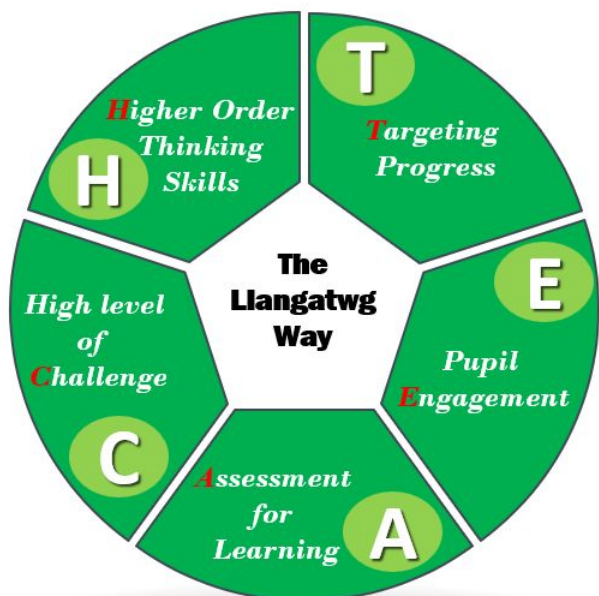 The
Llangatwg
Way
T
Targeting
Progress
E
Pupil
Engagement
A
Assessment
for
Learning
C
High level
of
Challenge
H
Higher Order
Thinking
Skills